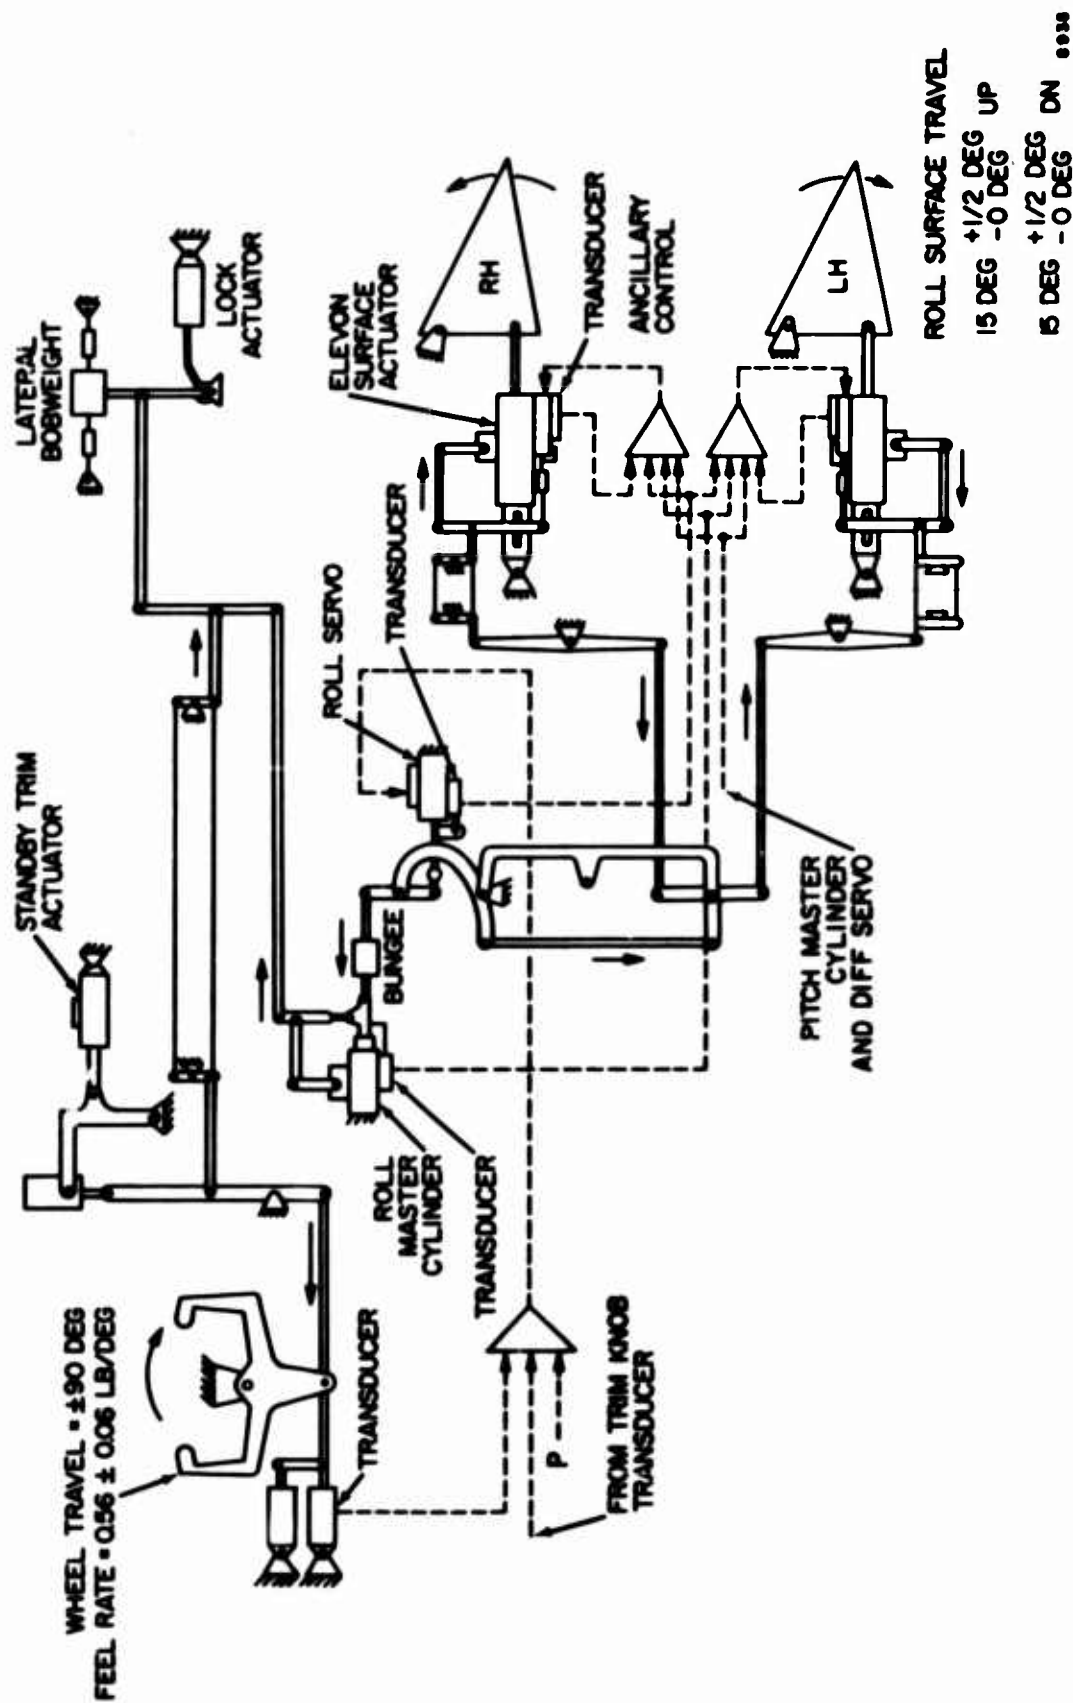 WHEEL TRAVEL = ±90 DEG
FEEL RATE = 0.56 ± 0.06 LB/DEG
STANDBY TRIM
ACTUATOR
LATERAL
BOBWEIGHT
LOCK
ACTUATOR
TRANSDUCER
ROLL
MASTER
CYLINDER
TRANSDUCER
BUNGEE
ROLL SERVO
TRANSDUCER
ELEVON
SURFACE
ACTUATOR
RH
TRANSDUCER
ANCILLARY
CONTROL
LH
P
FROM TRIM KNOB
TRANSDUCER
PITCH MASTER
CYLINDER
AND DIFF SERVO
ROLL SURFACE TRAVEL
15 DEG +1/2 DEG UP
-0 DEG
15 DEG +1/2 DEG DN
-0 DEG